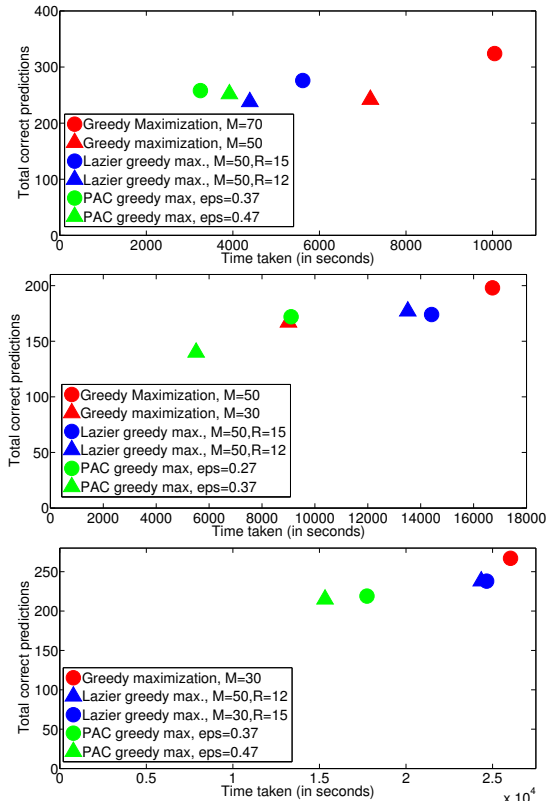 400
300
200
100
0
Total correct predictions
Greedy Maximization, M=70
Greedy Maximization, M=50
Lazier greedy max., M=50,R=15
Lazier greedy max., M=50,R=12
PAC greedy max, eps=0.37
PAC greedy max, eps=0.47
0 2000 4000 6000 8000 10000
Time taken (in seconds)
200
150
100
50
0
Total correct predictions
Greedy Maximization, M=50
Greedy maximization, M=30
Lazier greedy max., M=50,R=15
Lazier greedy max., M=50,R=12
PAC greedy max, eps=0.27
PAC greedy max, eps=0.37
0 2000 4000 6000 8000 10000 12000 14000 16000 18000
Time taken (in seconds)
250
200
150
100
50
0
Total correct predictions
Greedy maximization, M=30
Lazier greedy max., M=50,R=12
Lazier greedy max., M=30,R=15
PAC greedy max, eps=0.37
PAC greedy max, eps=0.47
0 0.5 1 1.5 2 2.5
Time taken (in seconds)
x 10^4